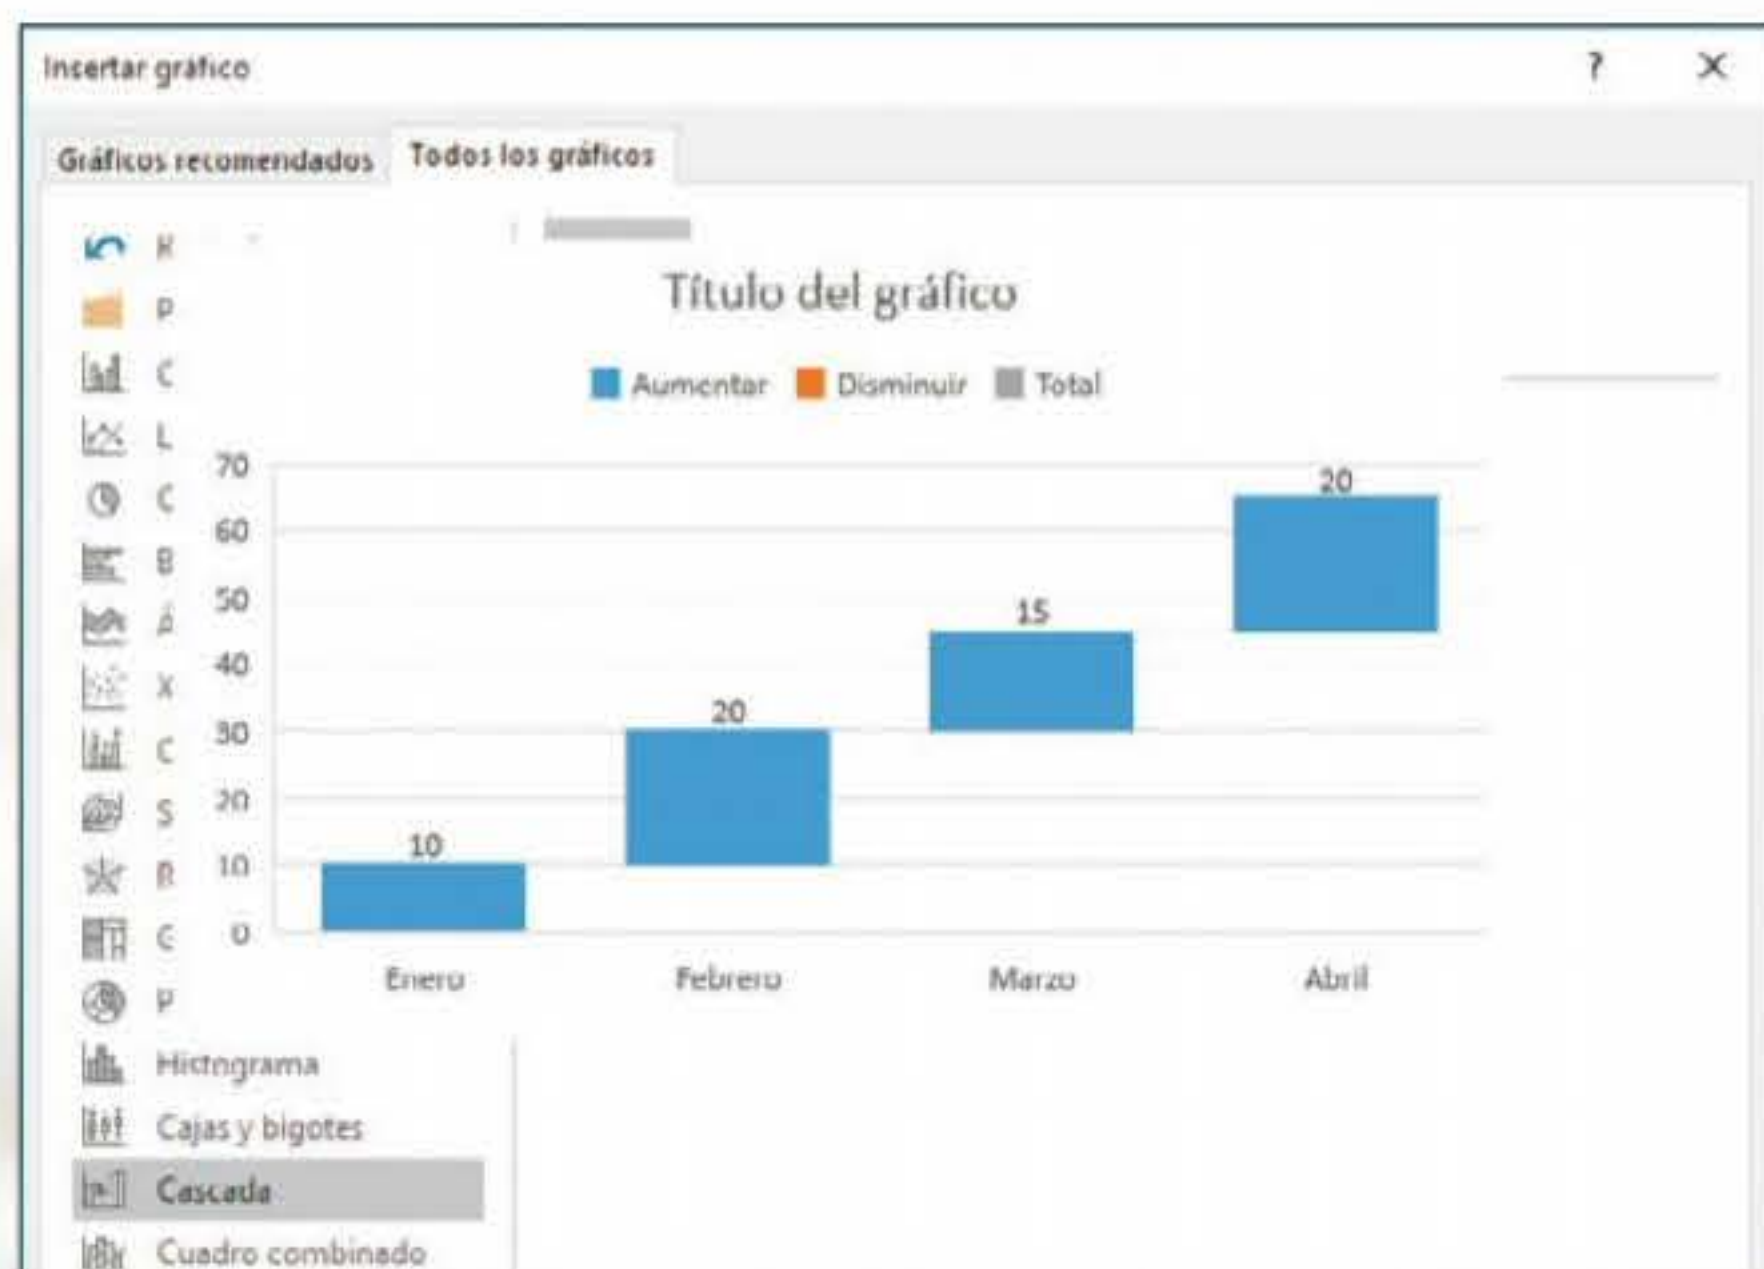 Insertar gráfico
?
Gráficos recomendados
Todos los gráficos
R
P
C
L
C
B
Á
X
C
S
R
G
P
Histograma
Cajas y bigotes
Cascada
Cuadro combinado
Título del gráfico
Aumentar
Disminuir
Total
70
60
50
40
30
20
10
0
10
20
15
20
Enero
Febrero
Marzo
Abril